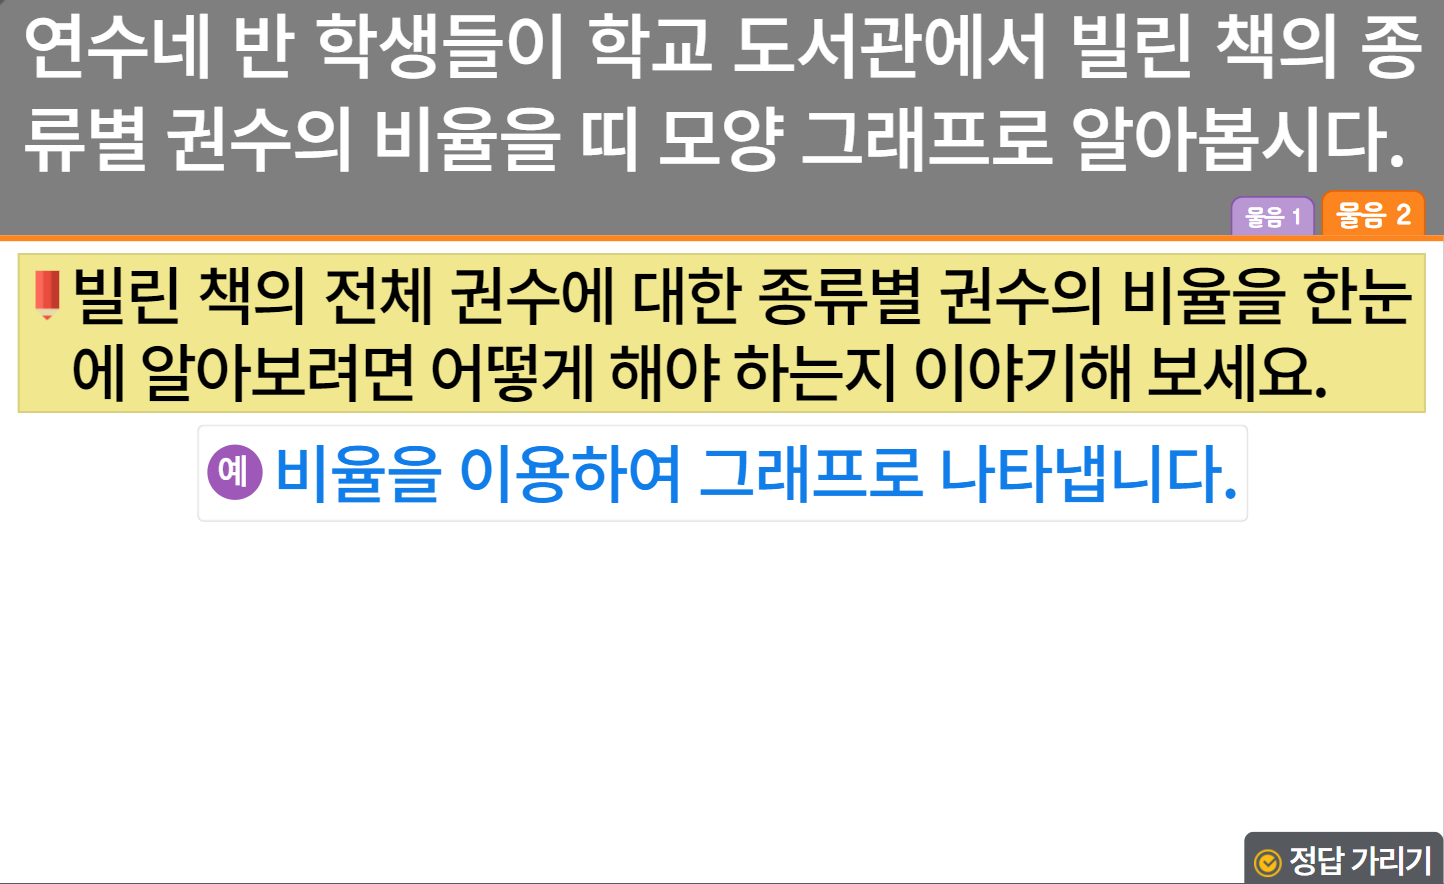 연수네 반 학생들이 학교 도서관에서 빌린 책의 종
류별 권수의 비율을 띠 모양 그래프로 알아봅시다.
물음 1
물음 2
빌린 책의 전체 권수에 대한 종류별 권수의 비율을 한눈
에 알아보려면 어떻게 해야 하는지 이야기해 보세요.
예 비율을 이용하여 그래프로 나타냅니다.
정답 가리기